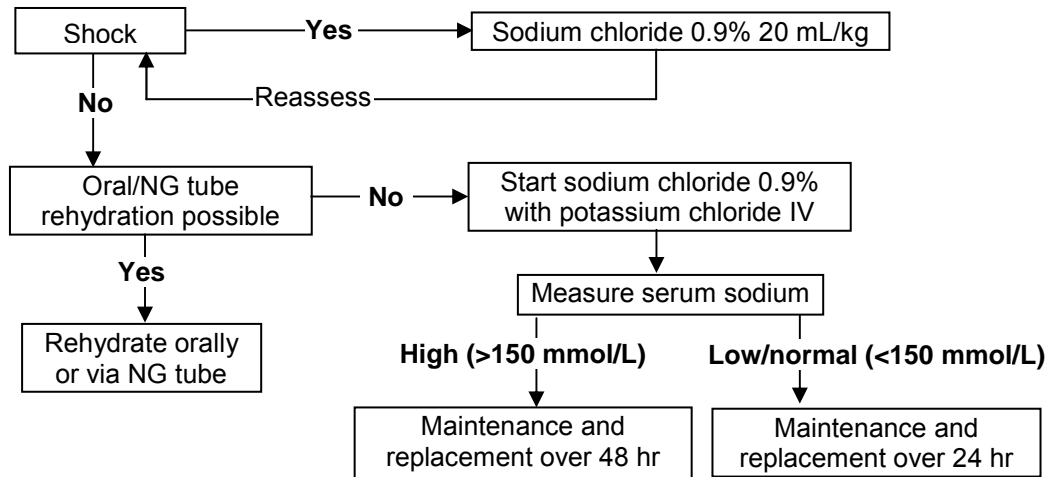 Shock
Yes
Sodium chloride 0.9% 20 mL/kg
Reassess
No
Oral/NG tube
rehydration possible
No
Start sodium chloride 0.9%
with potassium chloride IV
Yes
Measure serum sodium
Rehydrate orally
or via NG tube
High (>150 mmol/L)
Low/normal (<150 mmol/L)
Maintenance and
replacement over 48 hr
Maintenance and
replacement over 24 hr